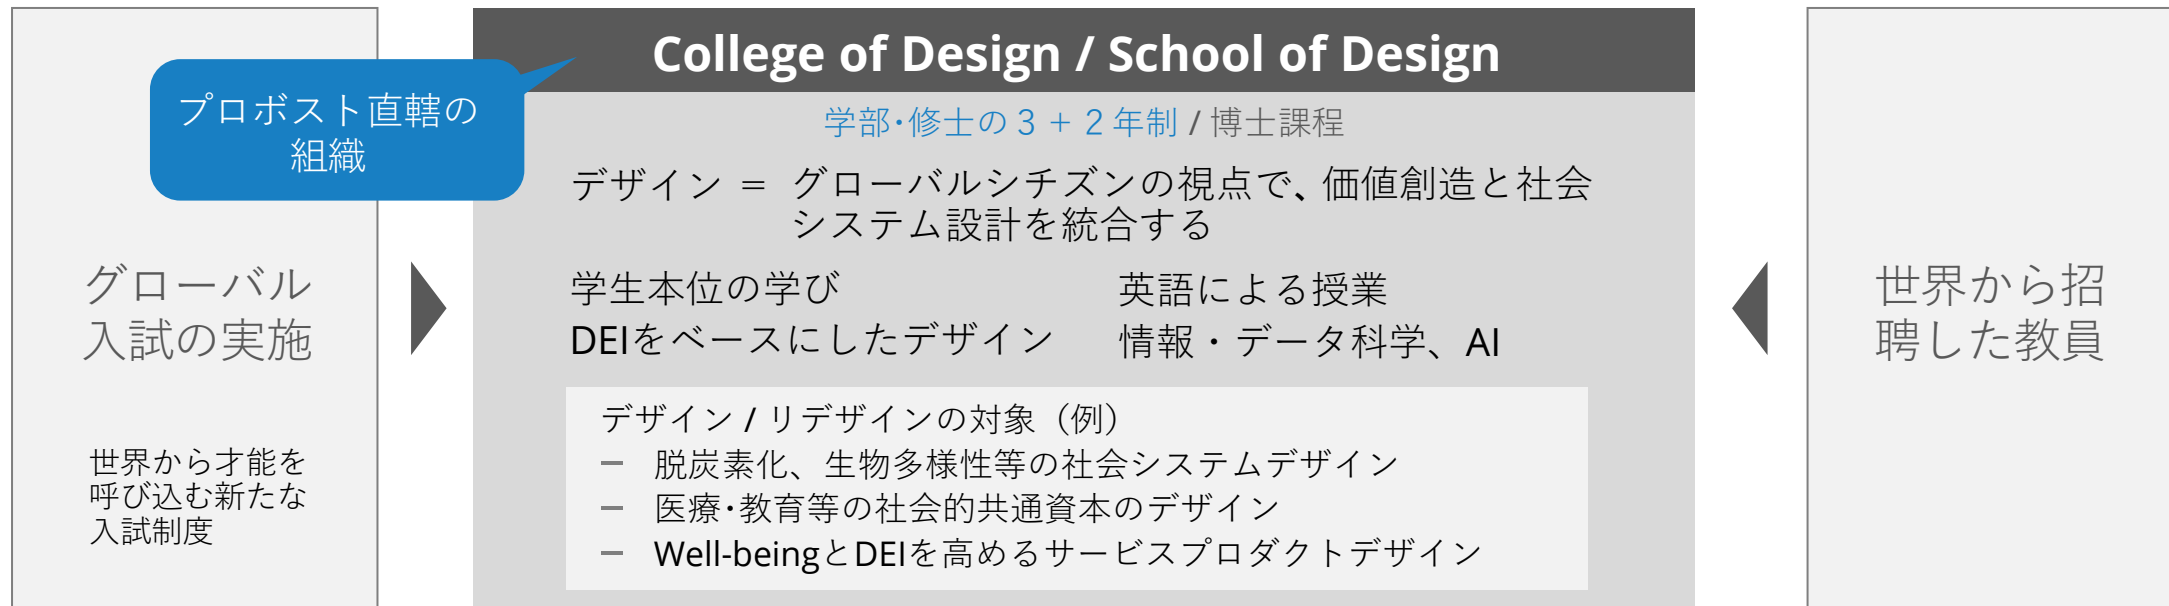 College of Design / School of Design
プロボスト直轄の
組織
学部･修士の３＋２年制 / 博士課程
デザイン ＝ グローバルシチズンの視点で、価値創造と社会
システム設計を統合する
学生本位の学び
英語による授業
DEIをベースにしたデザイン
情報・データ科学、AI
デザイン / リデザインの対象（例）
－ 脱炭素化、生物多様性等の社会システムデザイン
－ 医療･教育等の社会的共通資本のデザイン
－ Well-beingとDEIを高めるサービスプロダクトデザイン
グローバル
入試の実施
世界から才能を
呼び込む新たな
入試制度
世界から招
聘した教員